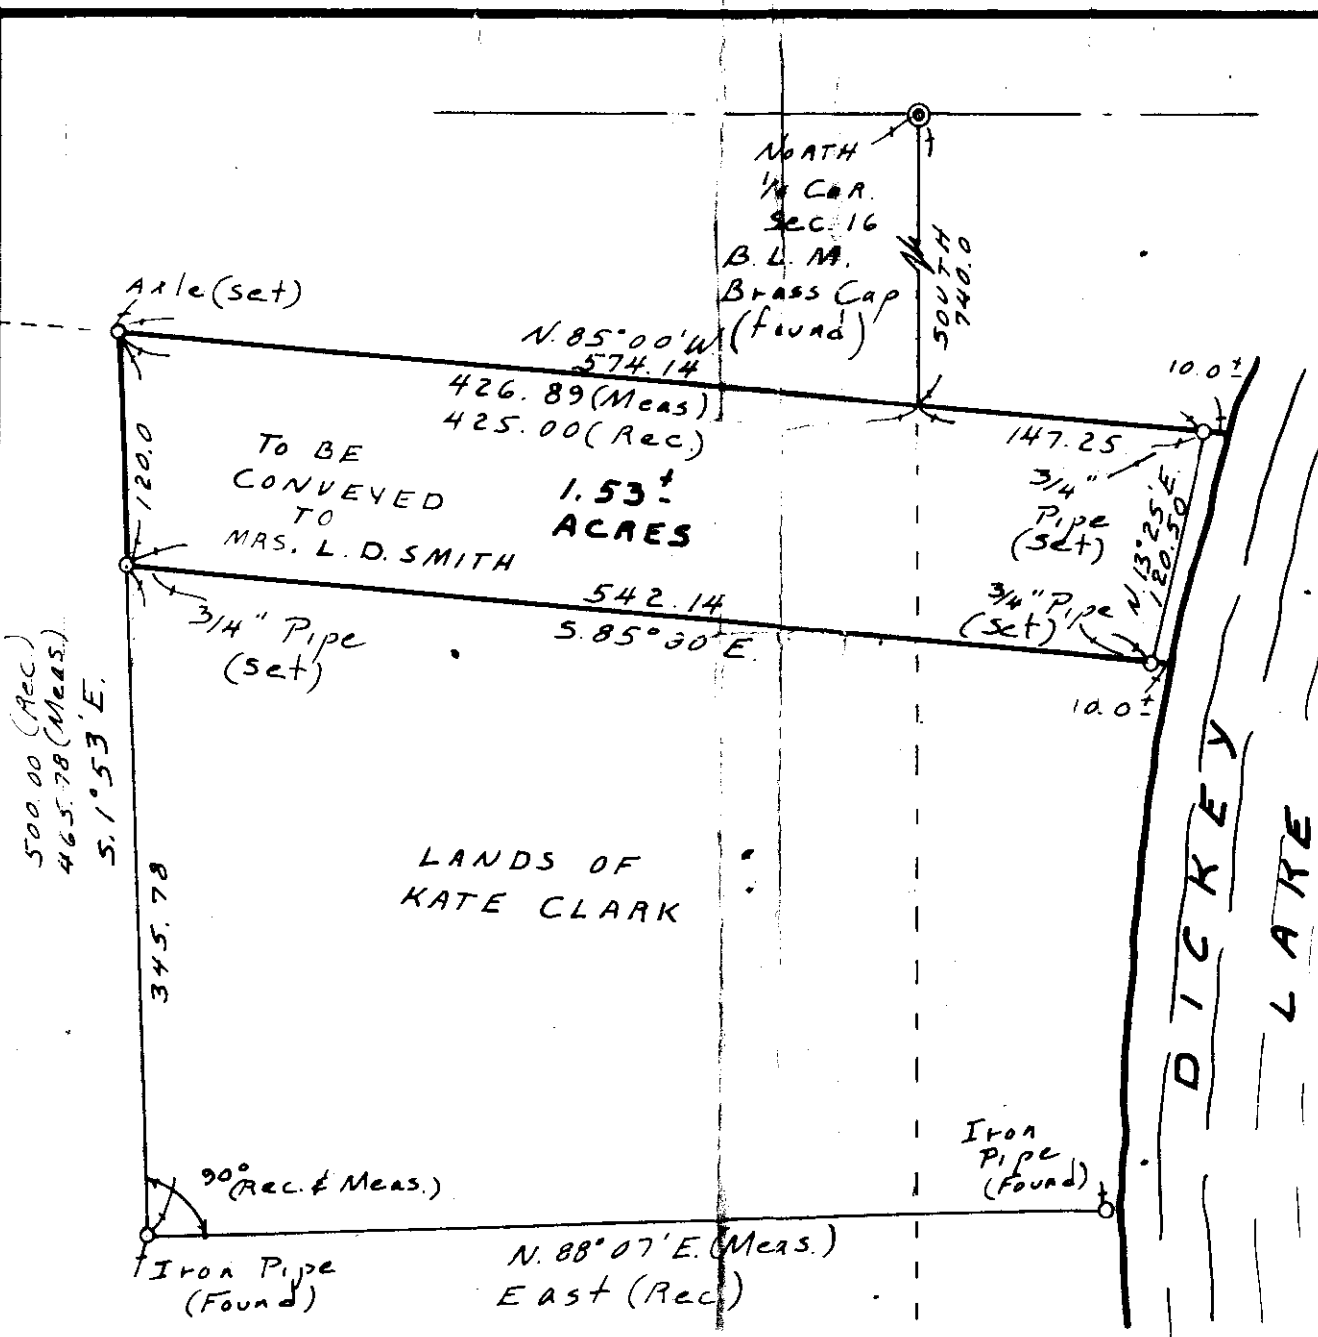 NORTH
1/4 COR.
Sec. 16
B. L. M.
Brass Cap
(found)
SOUTH
740.0
Axle (set)
N. 85° 00' W
574.14
426.89 (Meas)
425.00 (Rec.)
10.0 ±
147.25
120.0
TO BE
CONVEYED
TO
MRS. L. D. SMITH
1.53 ±
ACRES
3/4" Pipe
(set)
N. 13° 25' E.
120.50
3/4" Pipe
(set)
542.14
S. 85° 30' E
3/4" Pipe
(set)
10.0 ±
500.00 (Rec.)
465.78 (Meas.)
S. 1° 53' E.
345.78
LANDS OF
KATE CLARK
DICKEY
LAKE
90° (Rec. & Meas.)
Iron
Pipe
(Found)
Iron Pipe
(Found)
N. 88° 07' E. (Meas.)
East (Rec.)